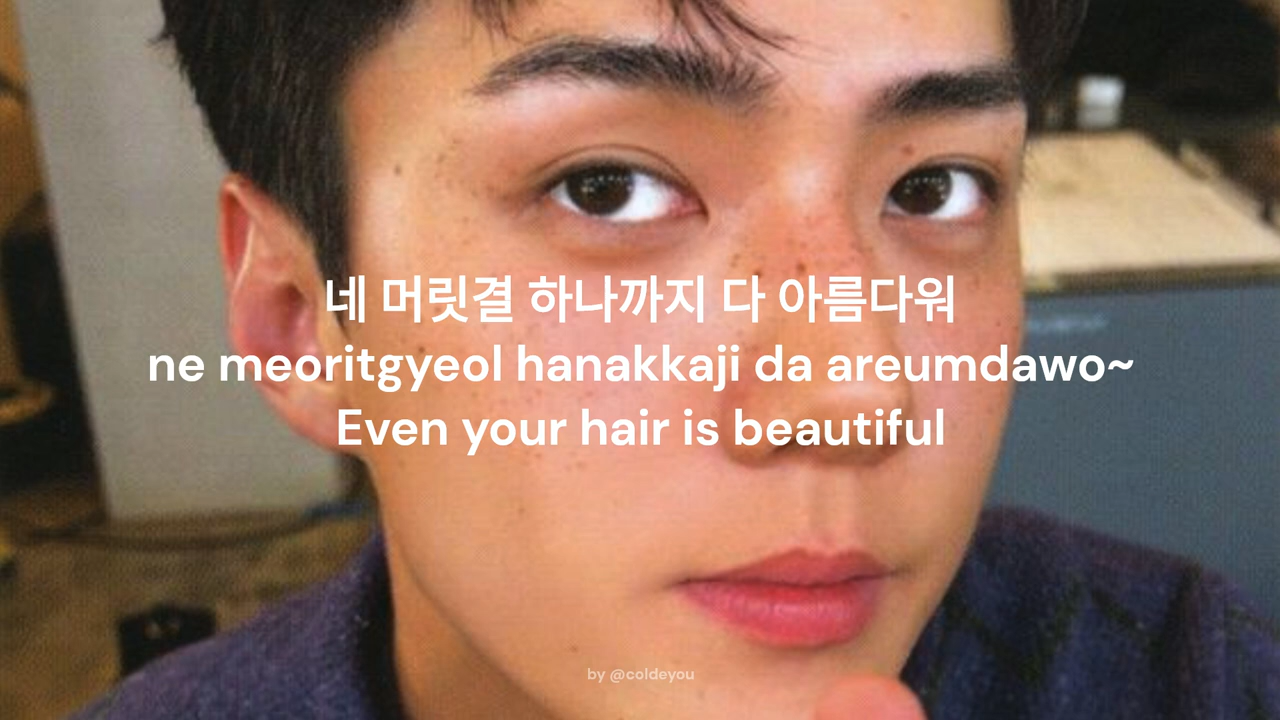 네 머릿결 하나까지 다 아름다워
ne meoritgyeol hanakkaji da areumdawo~
Even your hair is beautiful
by @coldeyou